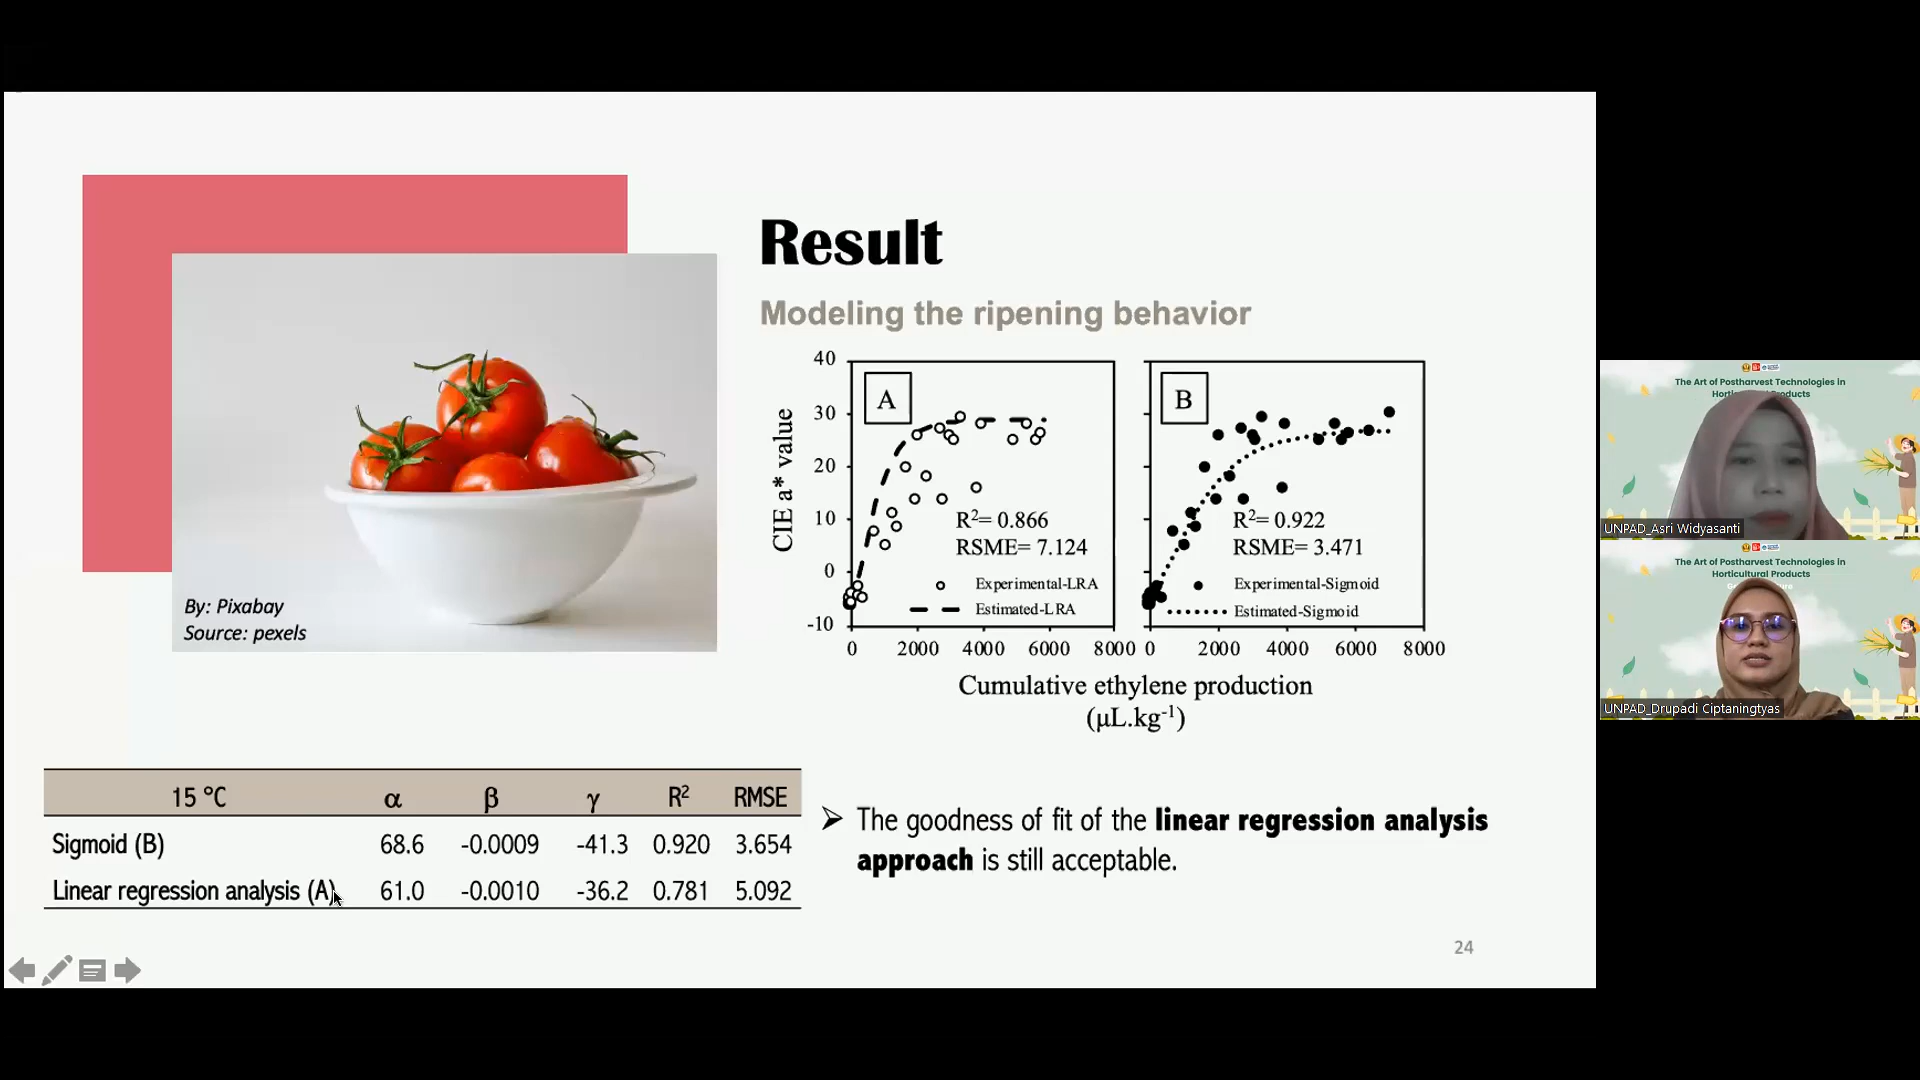 Result
Modeling the ripening behavior
By: Pixabay
Source: pexels
40
30
20
10
0
-10
CIE a* value
A
R²= 0.866
RSME= 7.124
Experimental-LRA
Estimated-LRA
0 2000 4000 6000 8000
B
R²= 0.922
RSME= 3.471
Experimental-Sigmoid
Estimated-Sigmoid
0 2000 4000 6000 8000
Cumulative ethylene production
(μL.kg⁻¹)
15 °C α β γ R² RMSE
Sigmoid (B) 68.6 -0.0009 -41.3 0.920 3.654
Linear regression analysis (A) 61.0 -0.0010 -36.2 0.781 5.092
➢ The goodness of fit of the linear regression analysis
approach is still acceptable.
24
The Art of Postharvest Technologies in
UNPAD_Asri Widyasanti
The Art of Postharvest Technologies in
Horticultural Products
UNPAD_Drupadi Ciptaningtyas